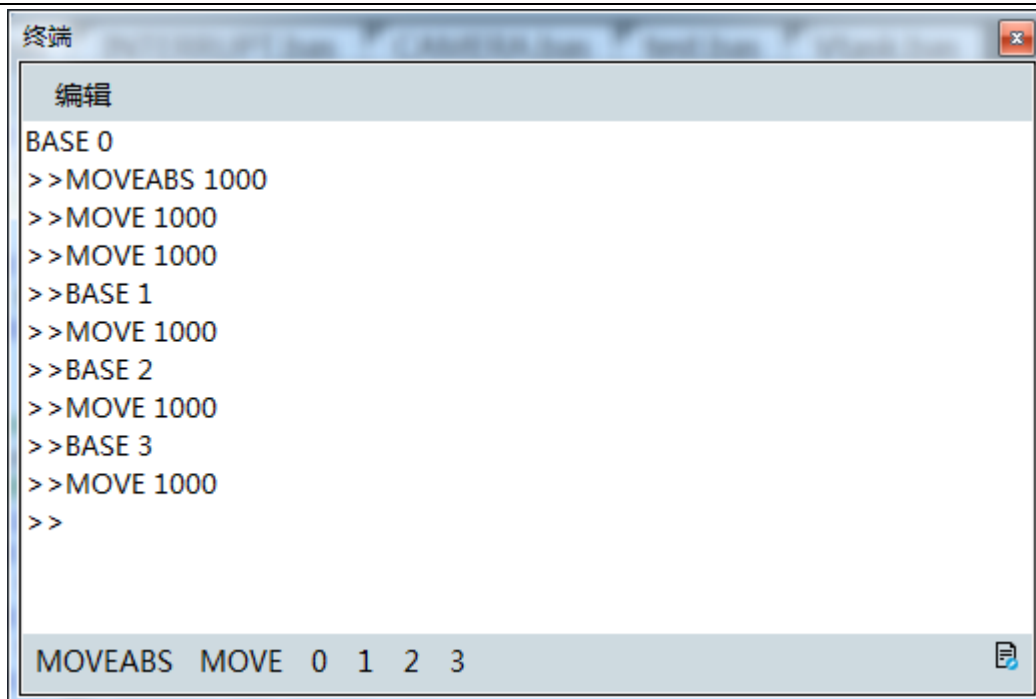 终端
编辑
BASE 0
>>MOVEABS 1000
>>MOVE 1000
>>MOVE 1000
>>BASE 1
>>MOVE 1000
>>BASE 2
>>MOVE 1000
>>BASE 3
>>MOVE 1000
>>
MOVEABS MOVE 0 1 2 3